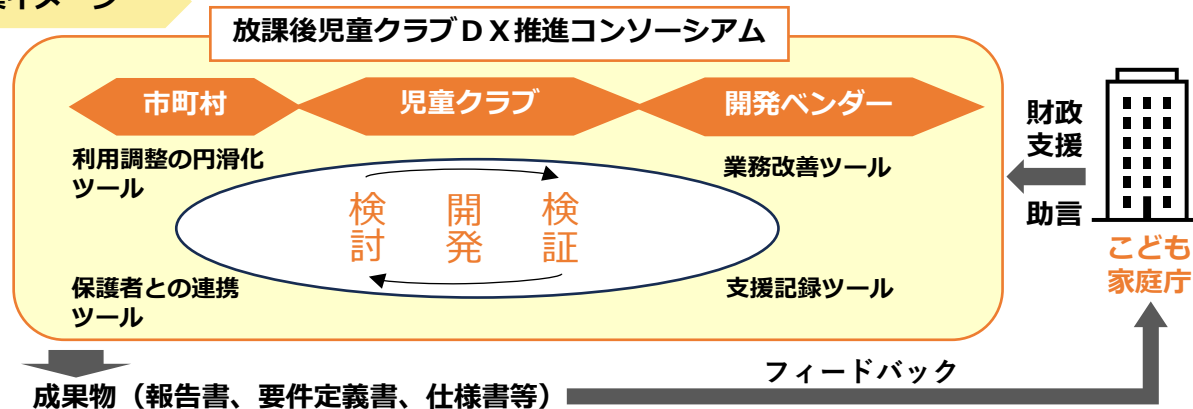 イメージ
放課後児童クラブＤＸ推進コンソーシアム
市町村
児童クラブ
開発ベンダー
利用調整の円滑化
ツール
業務改善ツール
検討
開発
検証
保護者との連携
ツール
支援記録ツール
財政
支援
助言
こども
家庭庁
フィードバック
成果物（報告書、要件定義書、仕様書等）